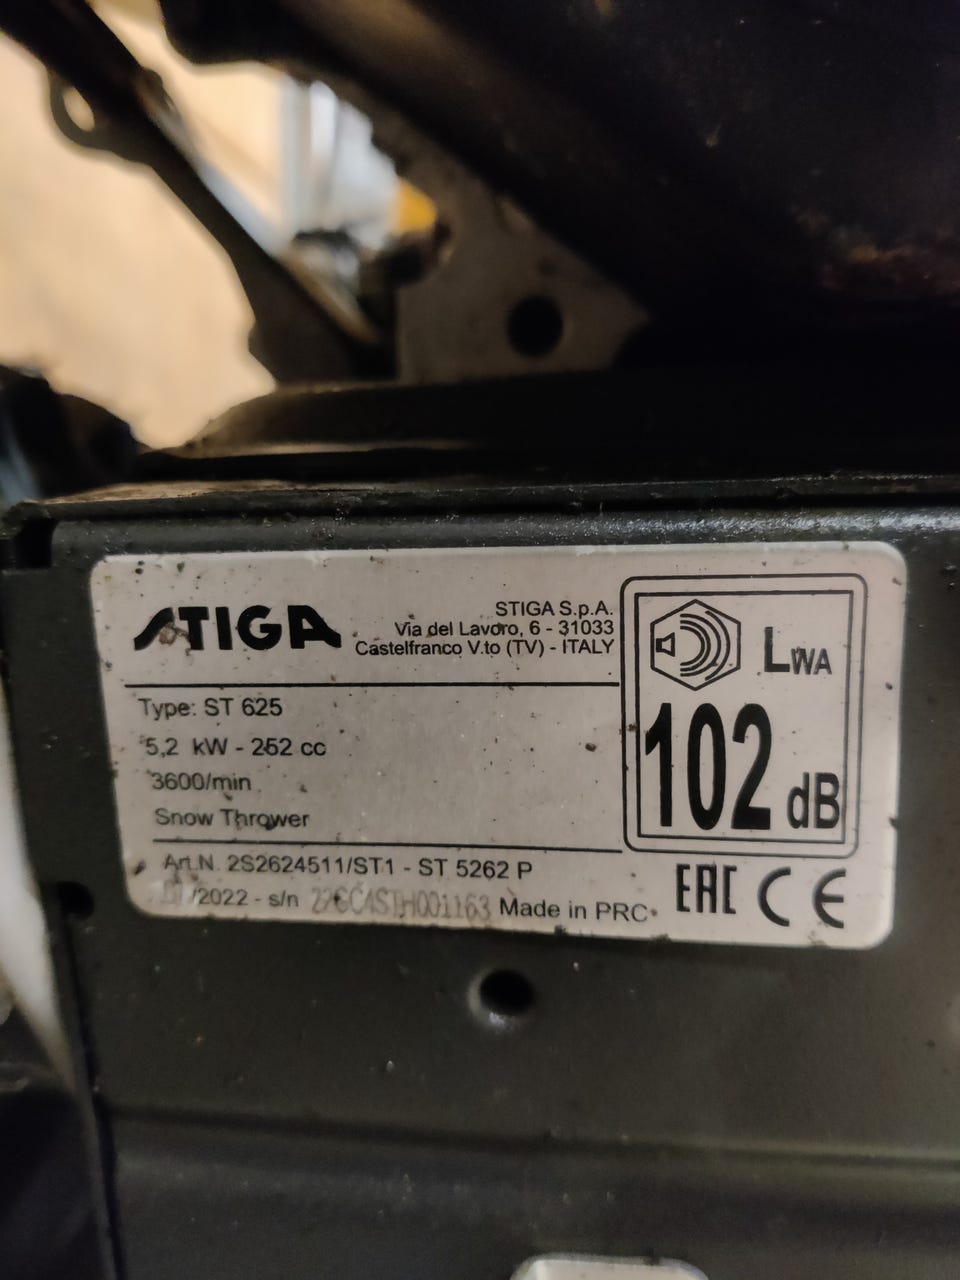 STIGA
STIGA S.p.A.
Via del Lavoro, 6 - 31033
Castelfranco V.to (TV) - ITALY
Type: ST 625
5,2 kW - 252 cc
3600/min
Snow Thrower
Art.N. 2S2624511/ST1 - ST 5262 P
/2022 - s/n Made in PRC
LWA
102 dB
EAC CE